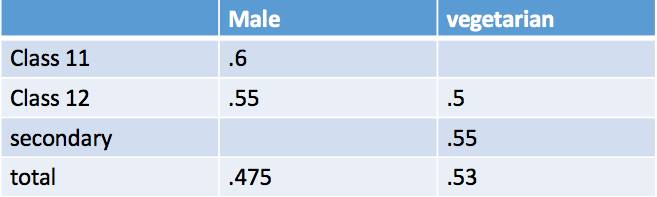 Male vegetarian
Class 11 .6
Class 12 .55 .5
secondary .55
total .475 .53